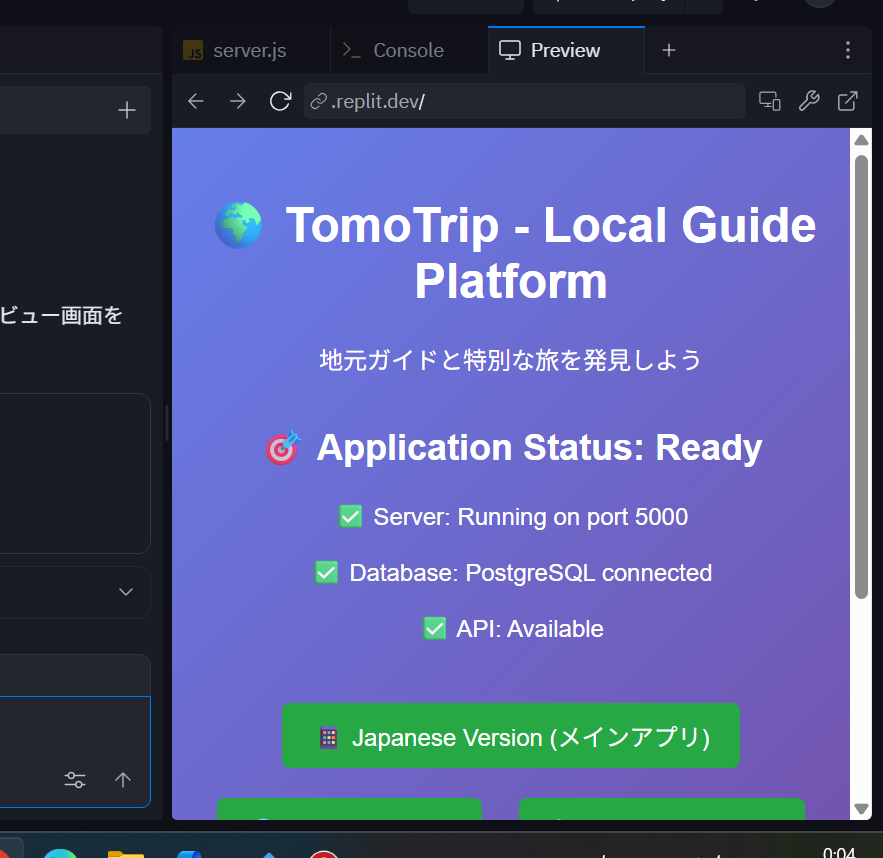 server.js
Console
Preview
.replit.dev/
ビュー画面を
TomoTrip - Local Guide
Platform
地元ガイドと特別な旅を発見しよう
Application Status: Ready
Server: Running on port 5000
Database: PostgreSQL connected
API: Available
Japanese Version (メインアプリ)
0:04